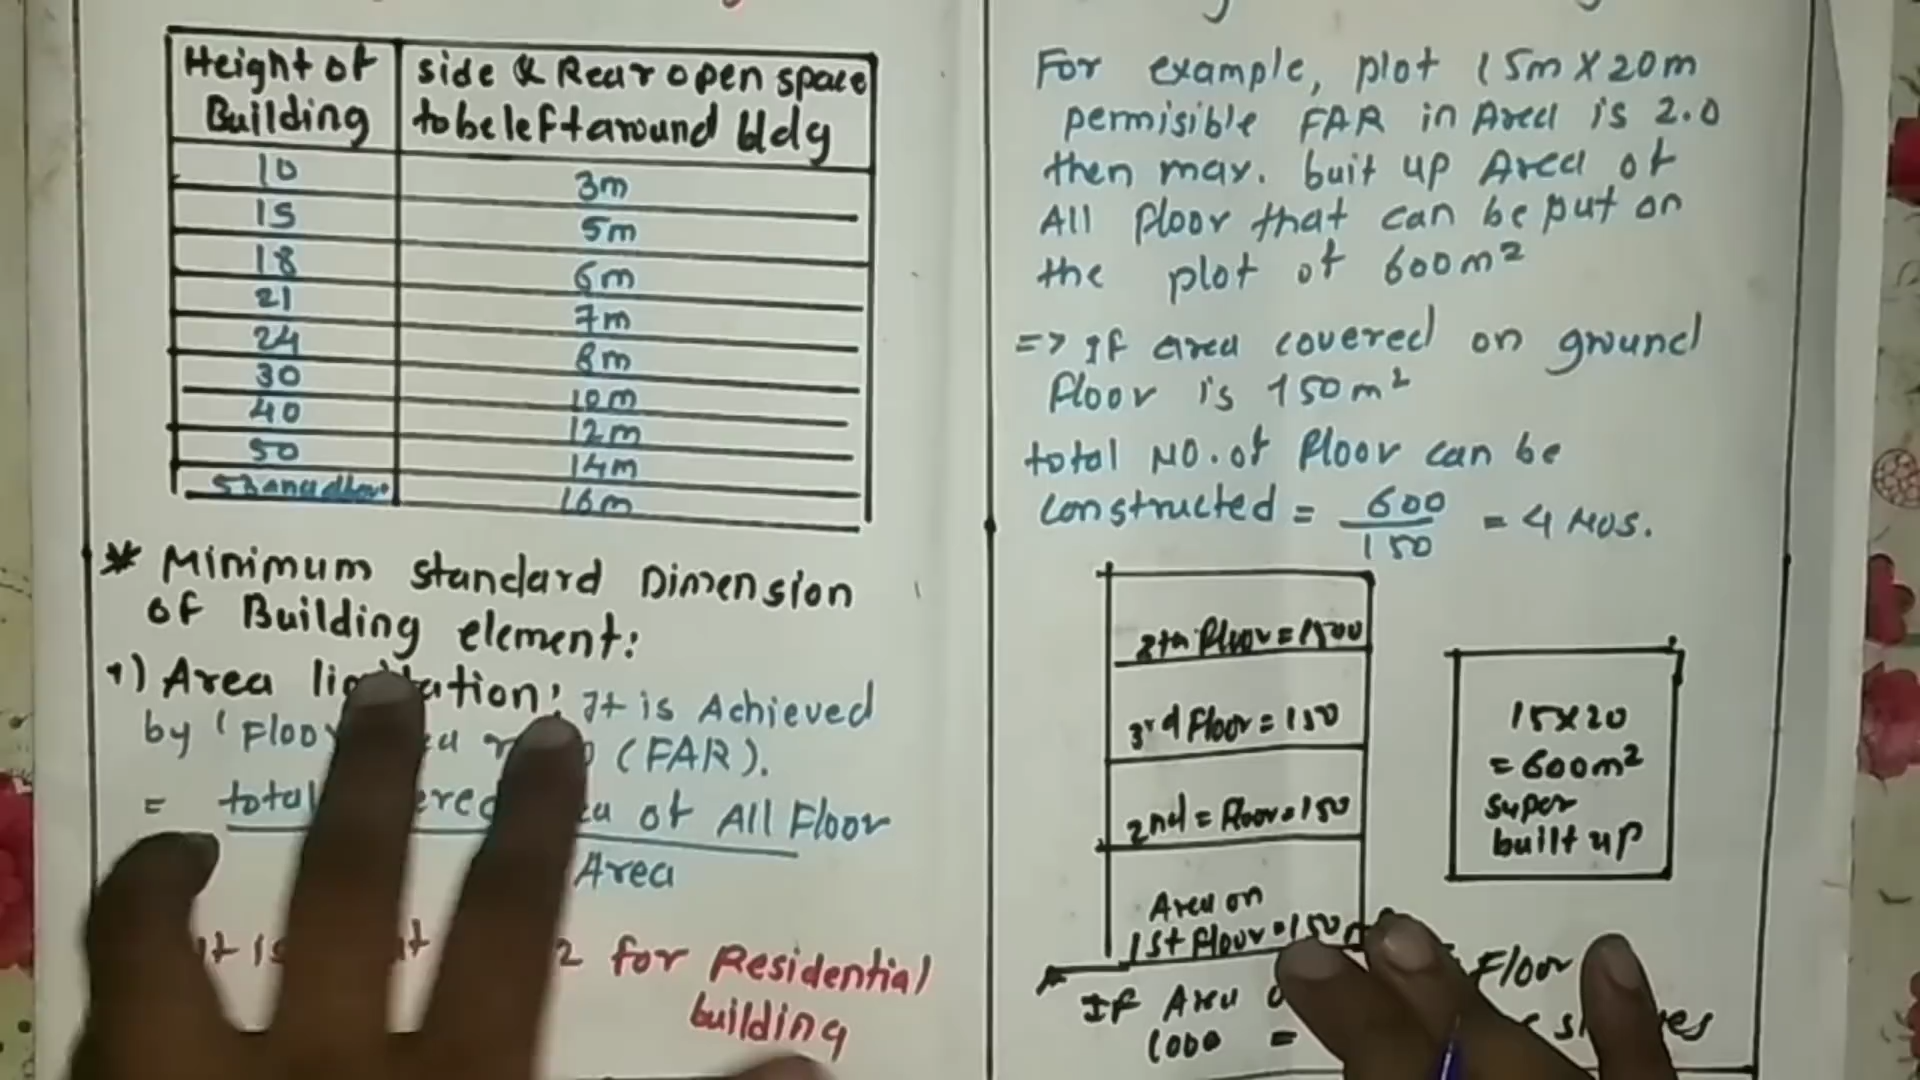 Height of Building
side & Rear open space
to be left around bldg
10 3m
15 5m
18 6m
21 7m
24 8m
30 10m
40 12m
50 14m
16m
* Minimum standard Dimension
of Building element:
1) Area : It is Achieved
by (FAR).
= total Area of All Floor
Area
2 for Residential
building
For example, plot 15m X 20m
permisible FAR in Area is 2.0
then max. buit up Area of
All floor that can be put on
the plot of 600m²
=> If area covered on ground
floor is 150m²
total NO. of floor can be
constructed = 600/150 = 4 Nos.
3rd Floor = 150
2nd = Floor = 150
Area on
1st floor = 150
15x20
= 600m²
super
built up
If Area Floor
1000 =